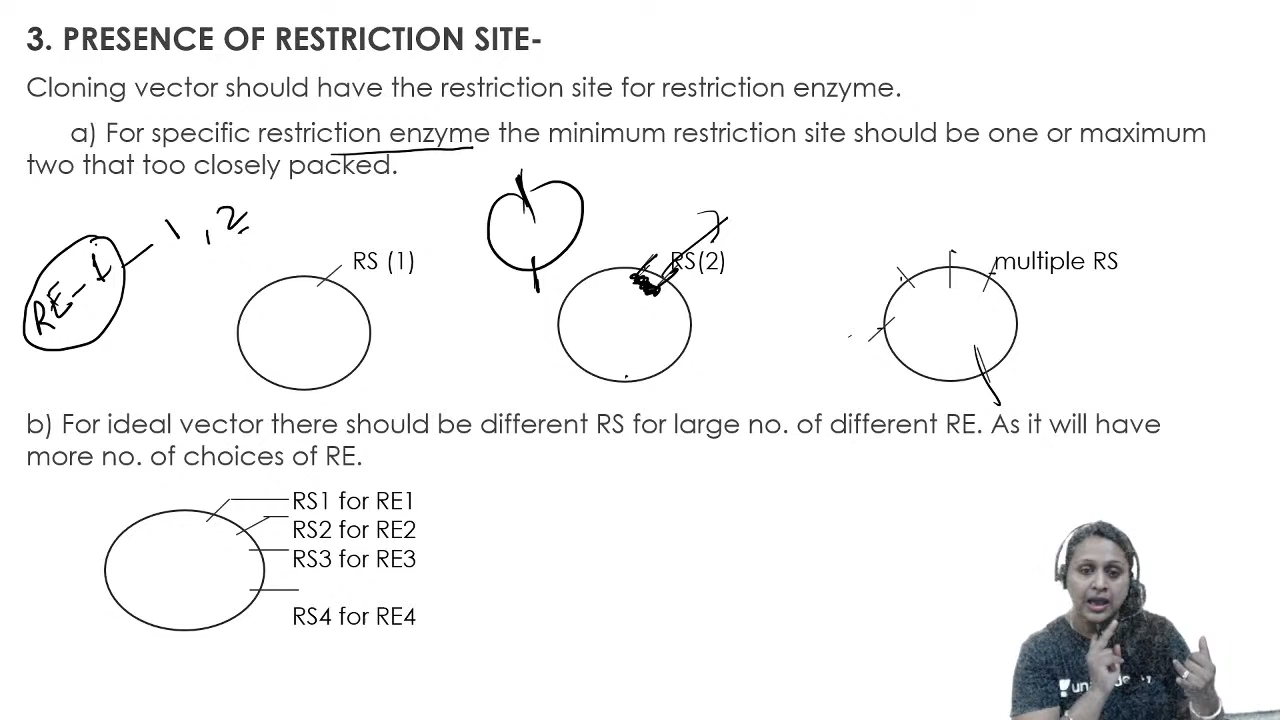 3. PRESENCE OF RESTRICTION SITE-
Cloning vector should have the restriction site for restriction enzyme.
a) For specific restriction enzyme the minimum restriction site should be one or maximum
two that too closely packed.
RE-1 1, 2
RS (1)
RS(2)
multiple RS
b) For ideal vector there should be different RS for large no. of different RE. As it will have
more no. of choices of RE.
RS1 for RE1
RS2 for RE2
RS3 for RE3
RS4 for RE4